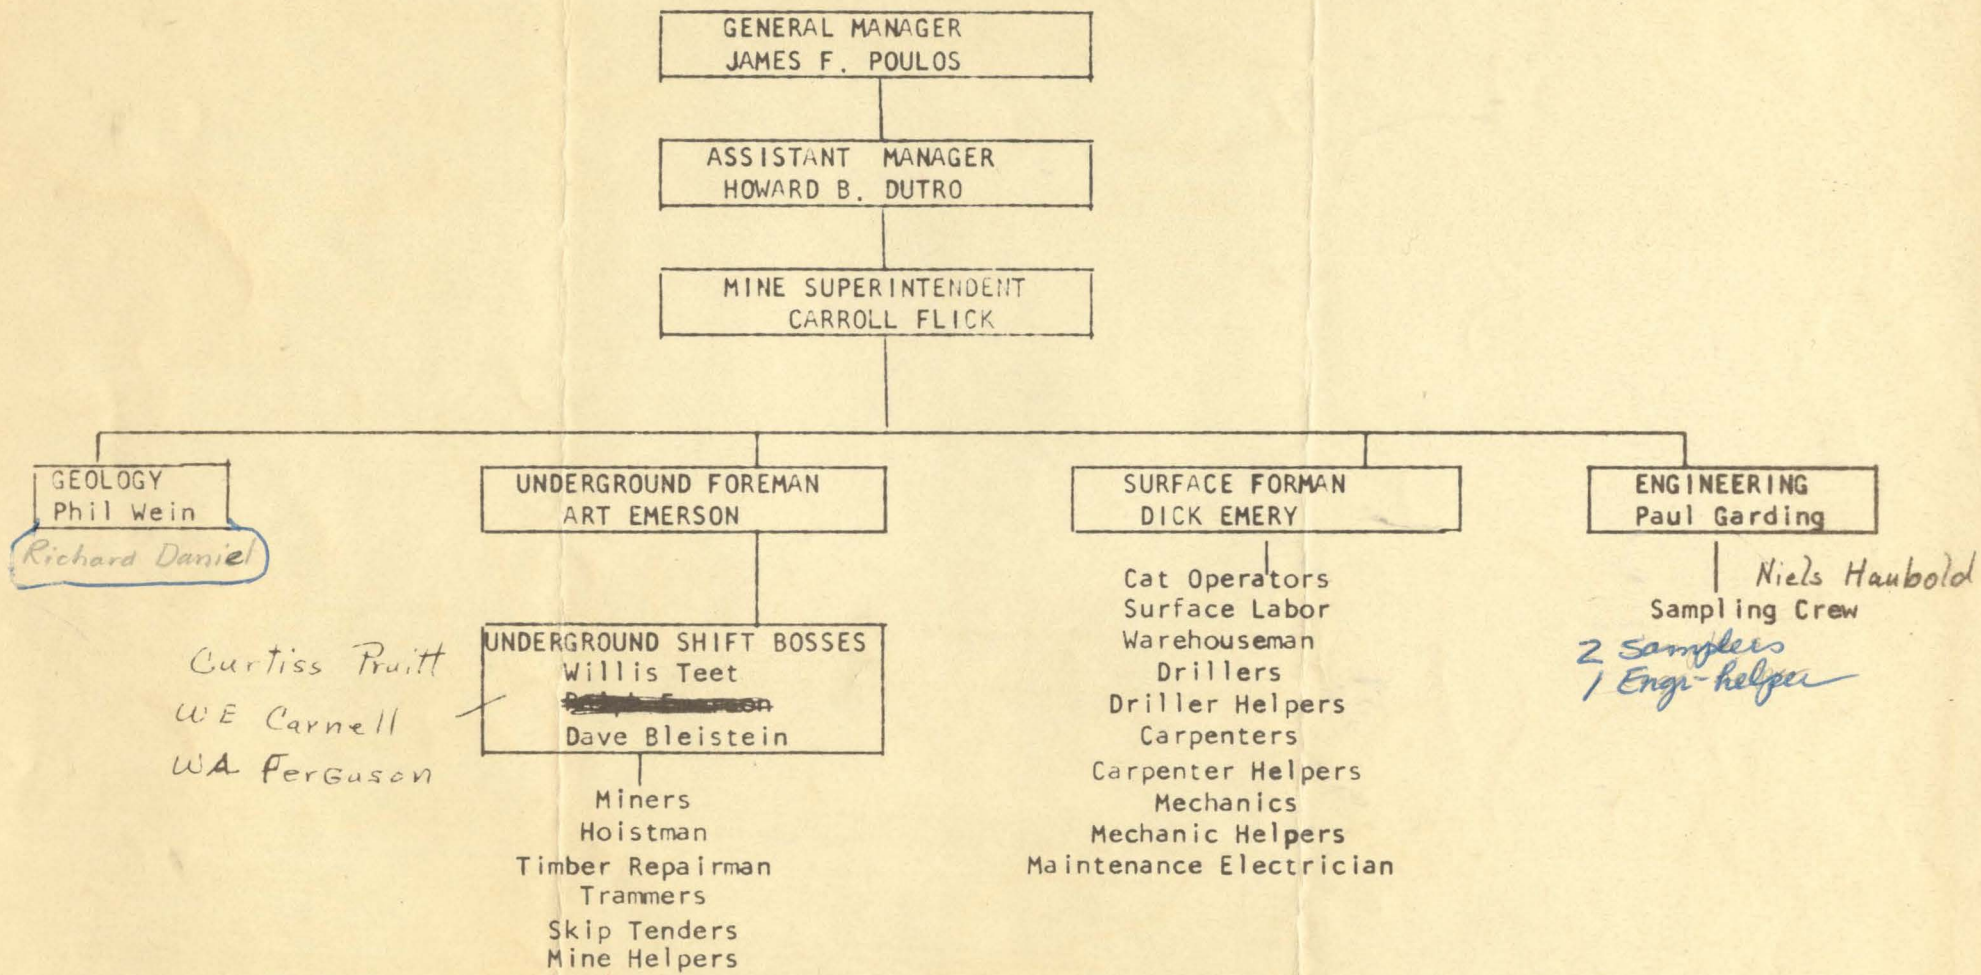 GENERAL MANAGER
JAMES F. POULOS
ASSISTANT MANAGER
HOWARD B. DUTRO
MINE SUPERINTENDENT
CARROLL FLICK
GEOLOGY
Phil Wein
Richard Daniel
UNDERGROUND FOREMAN
ART EMERSON
UNDERGROUND SHIFT BOSSES
Willis Teet
Emerson
Dave Bleistein
Curtiss Pruitt
WE Carnell
WA Ferguson
Miners
Hoistman
Timber Repairman
Trammers
Skip Tenders
Mine Helpers
SURFACE FORMAN
DICK EMERY
Cat Operators
Surface Labor
Warehouseman
Drillers
Driller Helpers
Carpenters
Carpenter Helpers
Mechanics
Mechanic Helpers
Maintenance Electrician
ENGINEERING
Paul Garding
Niels Haubold
Sampling Crew
2 Samplers
1 Engr-helper